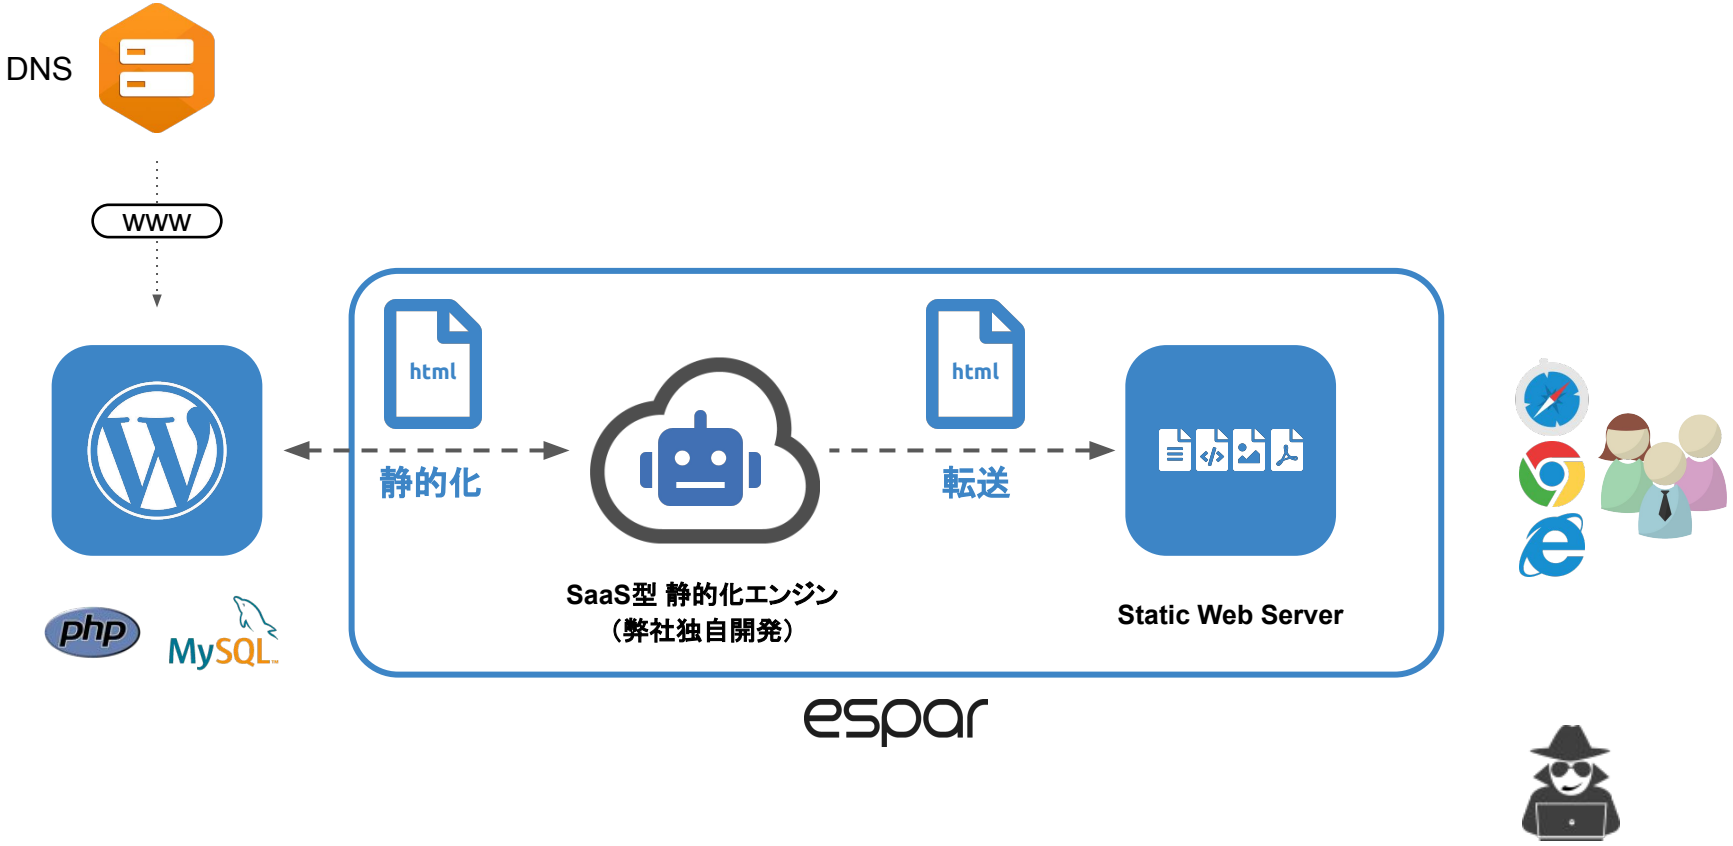 DNS
www
html
html
静的化
転送
SaaS型 静的化エンジン
（弊社独自開発）
Static Web Server
php
MySQL™
espar